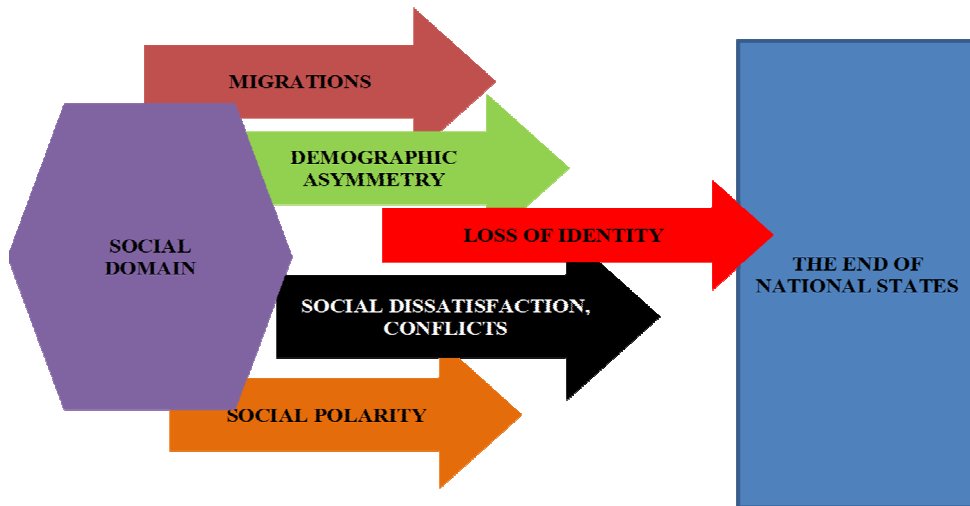 MIGRATIONS
DEMOGRAPHIC
ASYMMETRY
LOSS OF IDENTITY
SOCIAL
DOMAIN
THE END OF
NATIONAL STATES
SOCIAL DISSATISFACTION,
CONFLICTS
SOCIAL POLARITY